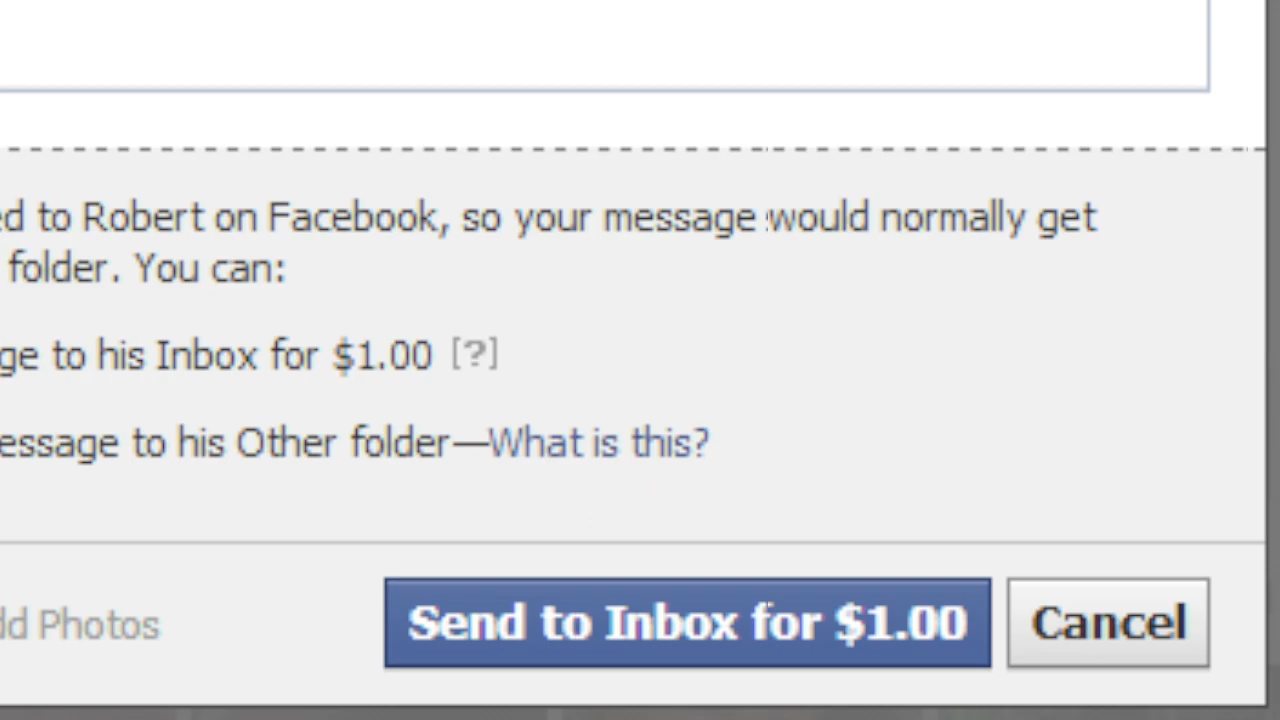 ed to Robert on Facebook, so your message would normally get
folder. You can:
ge to his Inbox for $1.00 [?]
essage to his Other folder—What is this?
dd Photos Send to Inbox for $1.00 Cancel